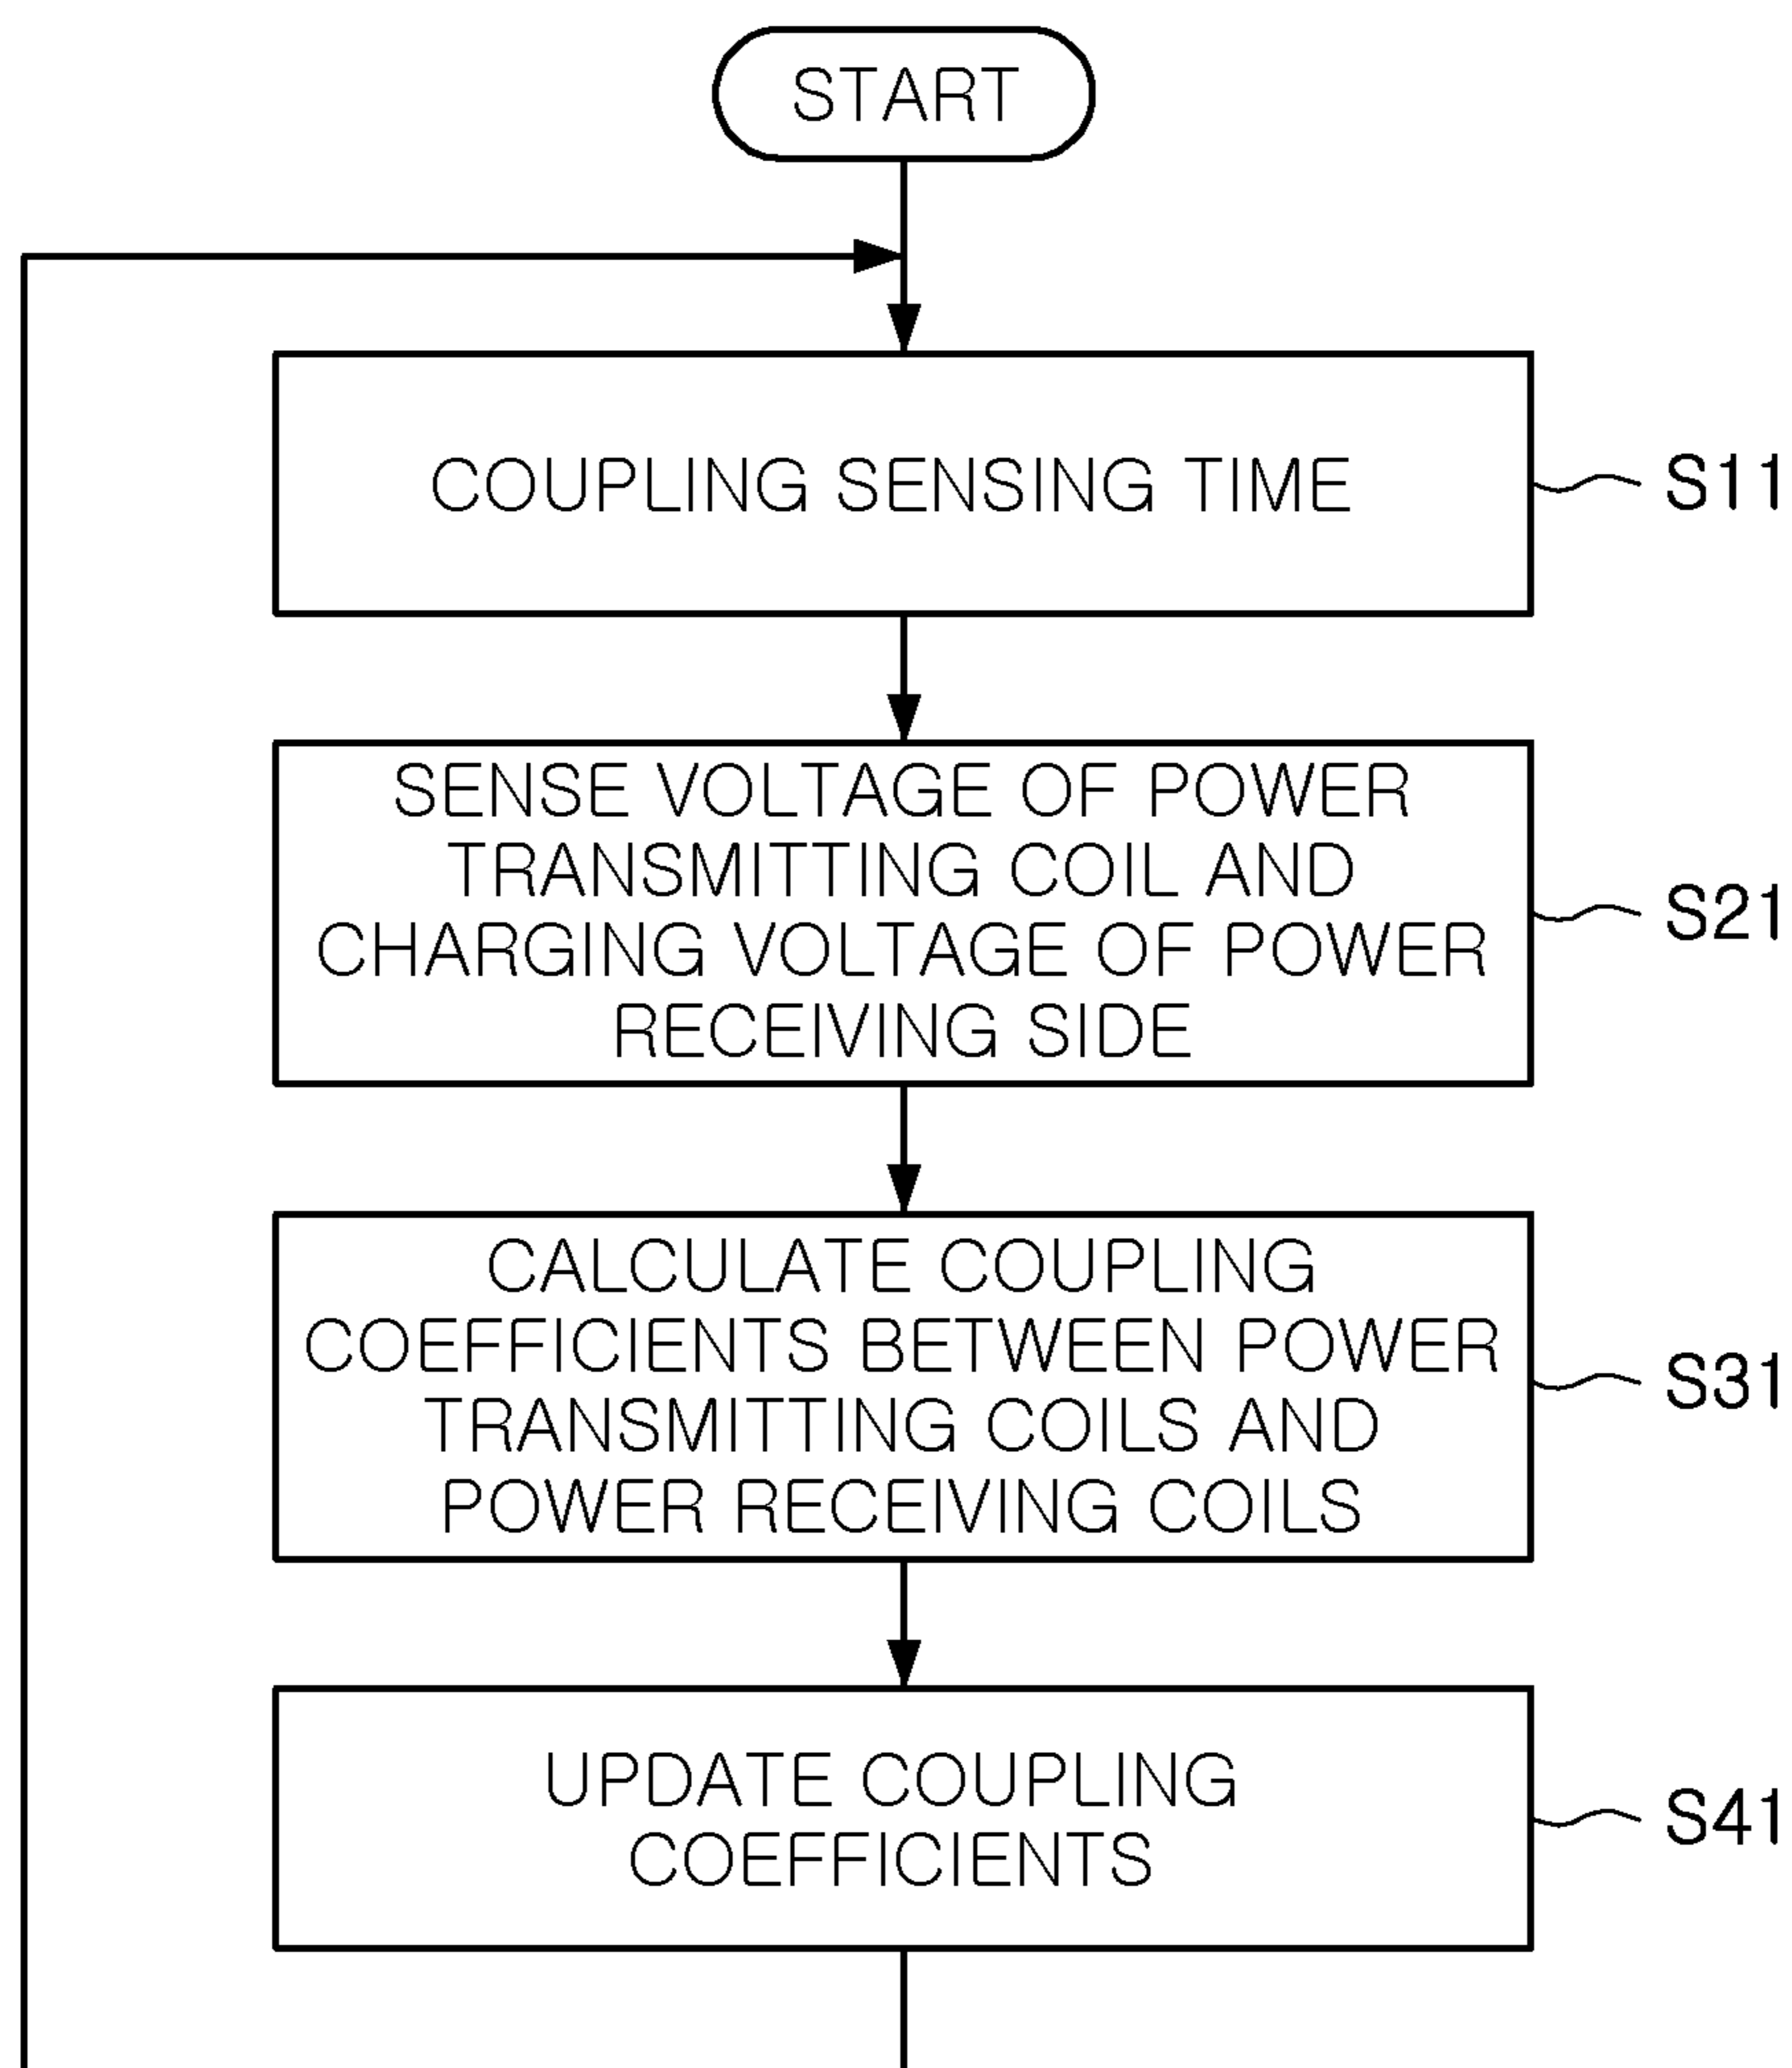 START
COUPLING SENSING TIME
S11
SENSE VOLTAGE OF POWER
TRANSMITTING COIL AND
CHARGING VOLTAGE OF POWER
RECEIVING SIDE
S21
CALCULATE COUPLING
COEFFICIENTS BETWEEN POWER
TRANSMITTING COILS AND
POWER RECEIVING COILS
S31
UPDATE COUPLING
COEFFICIENTS
S41